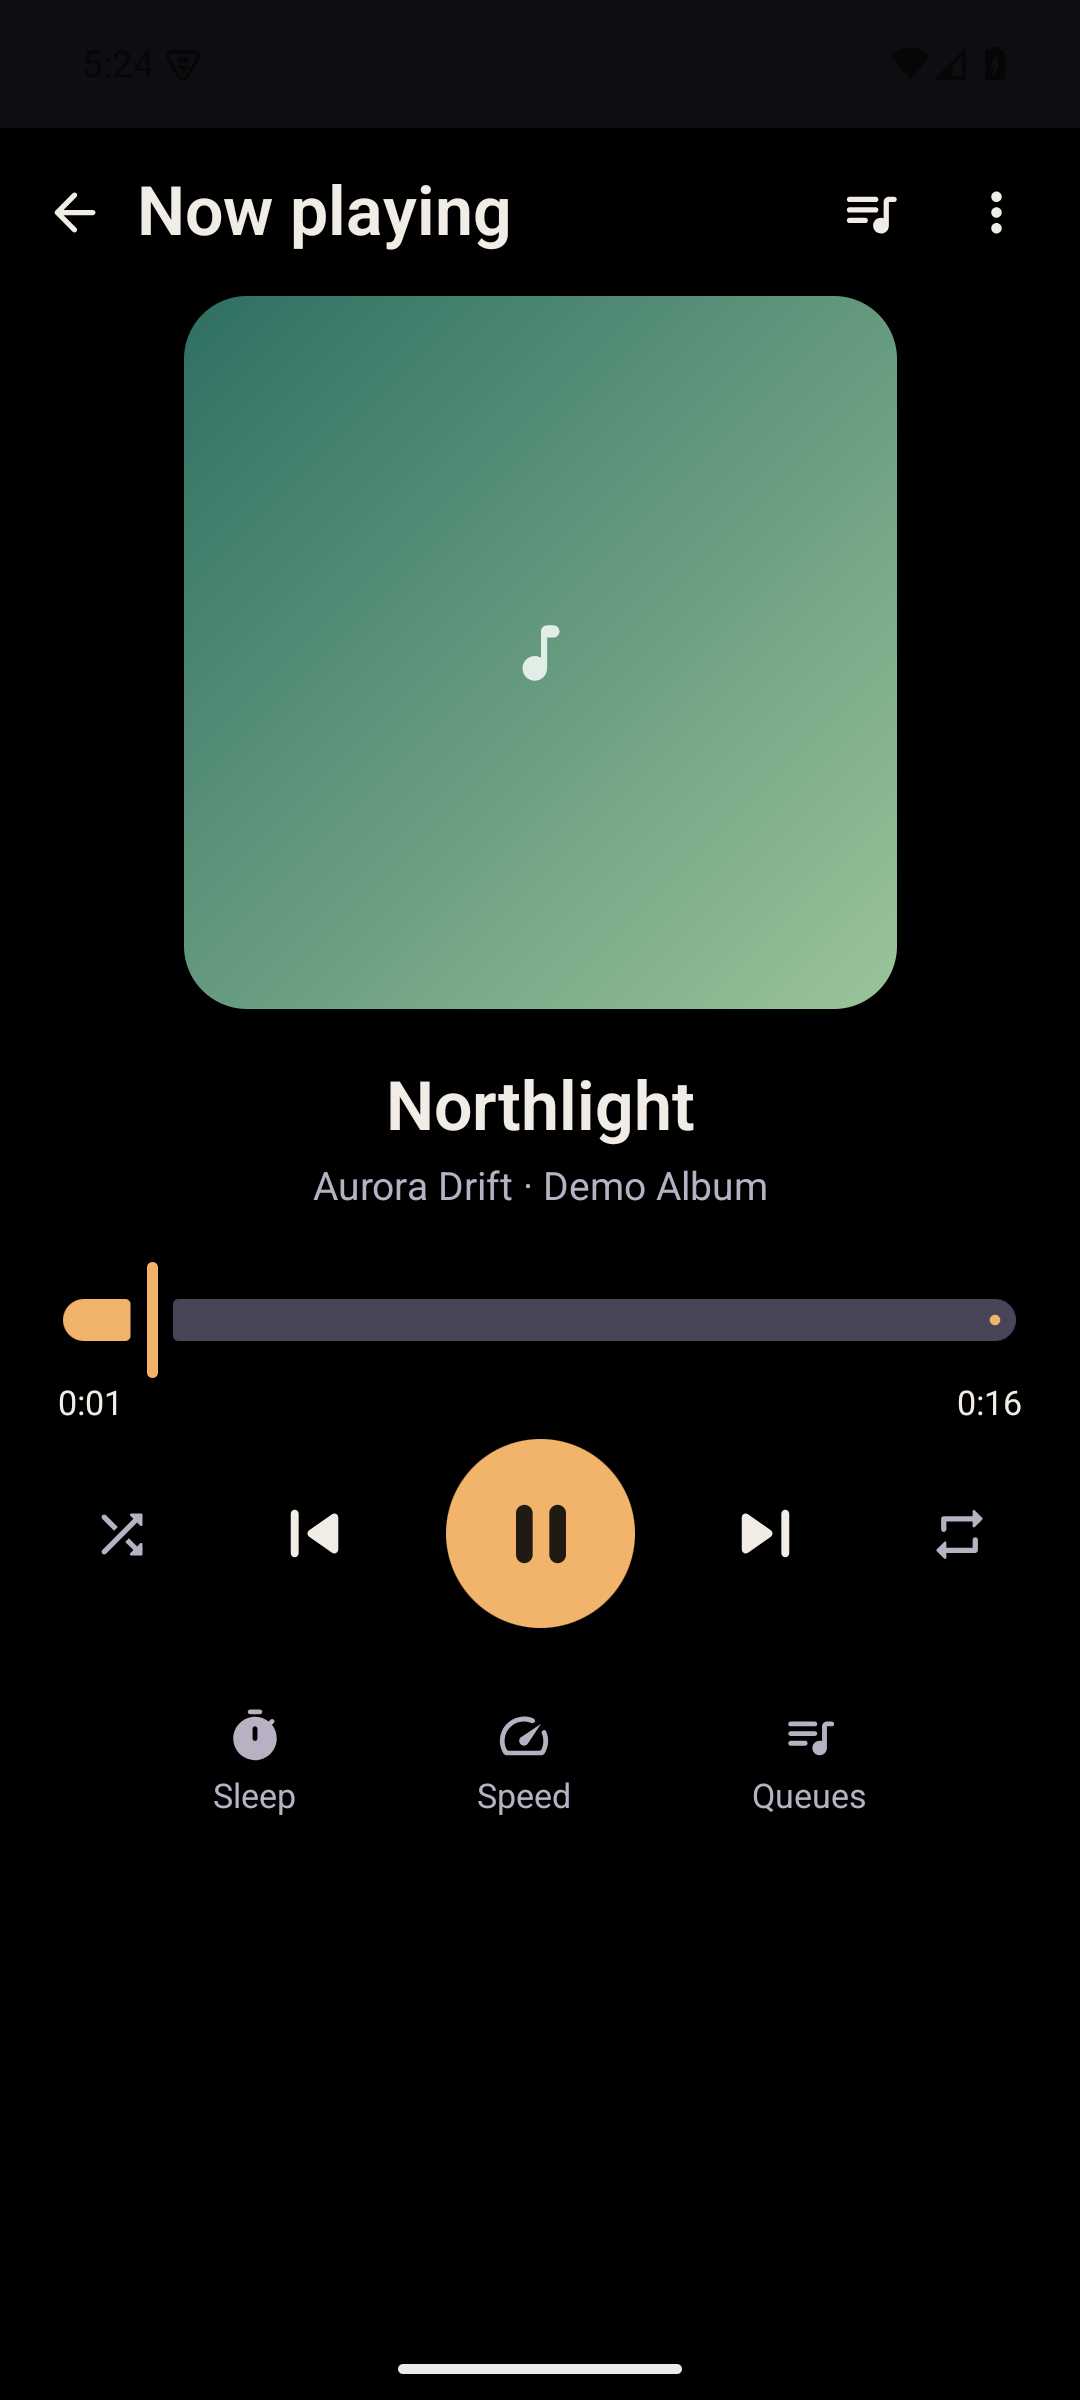 5:24
Now playing
Northlight
Aurora Drift · Demo Album
0:01
0:16
Sleep
Speed
Queues